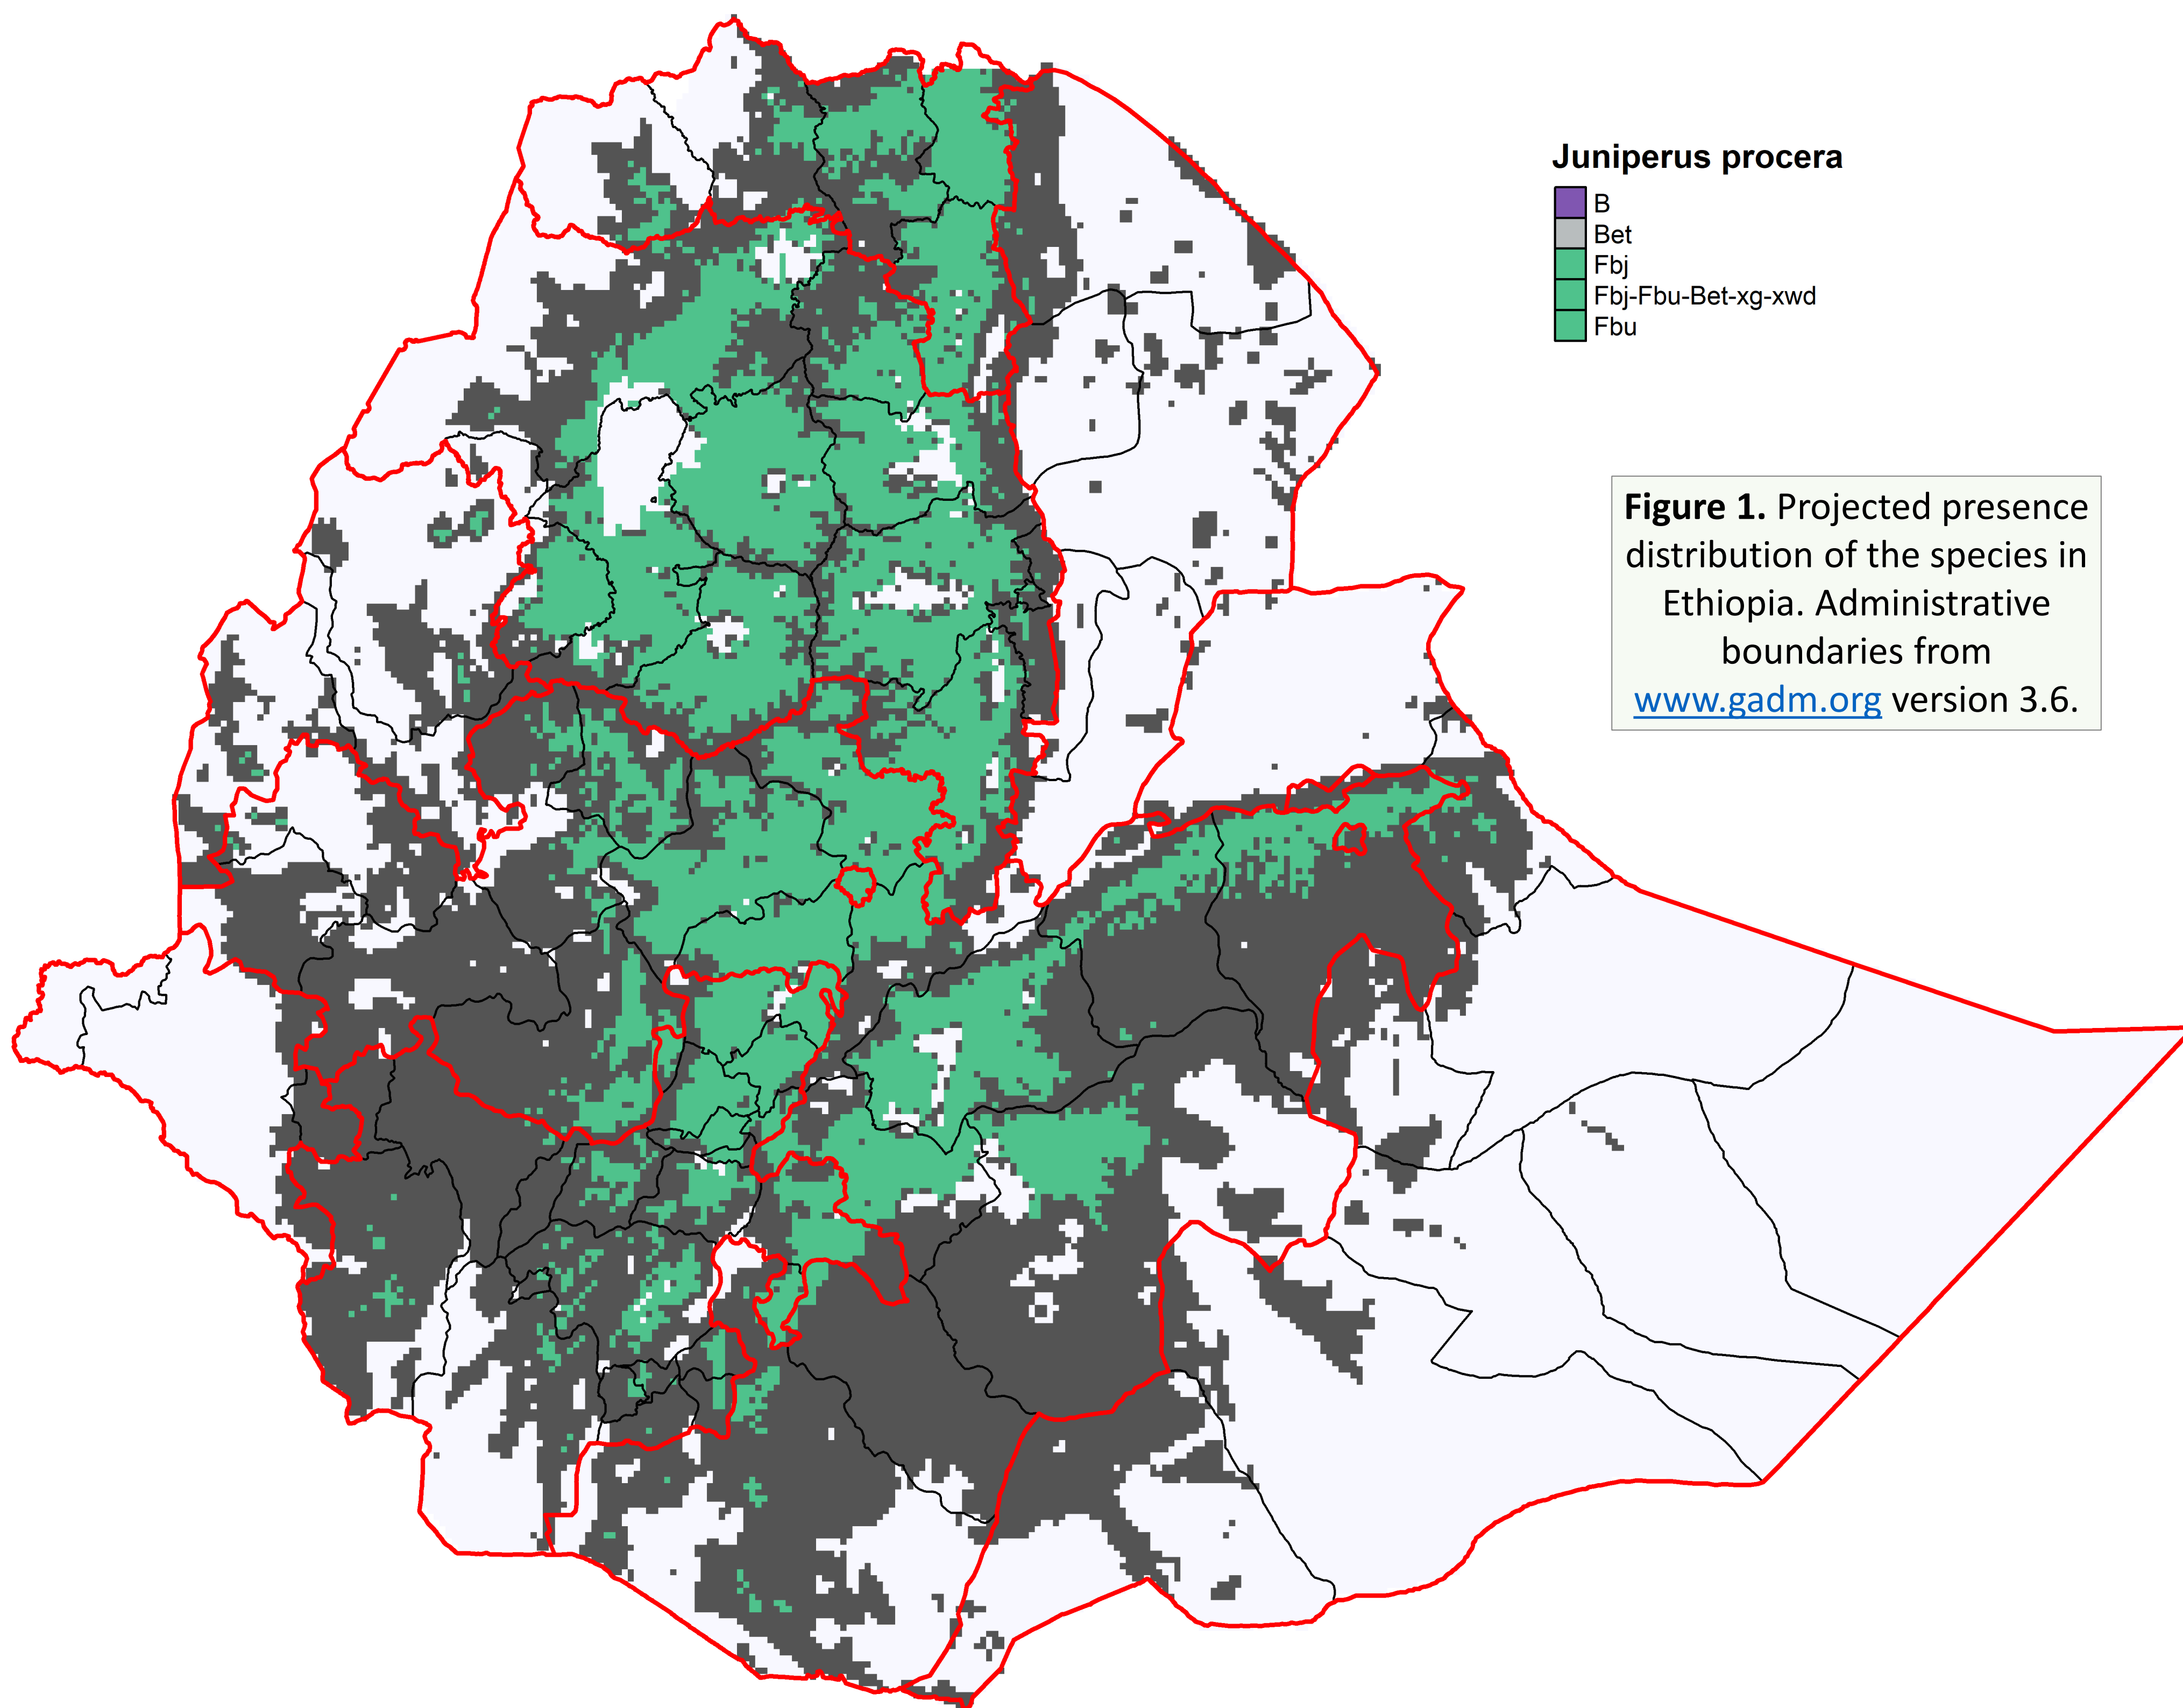 Juniperus procera
B
Bet
Fbj
Fbj-Fbu-Bet-xg-xwd
Fbu
Figure 1. Projected presence
distribution of the species in
Ethiopia. Administrative
boundaries from
www.gadm.org version 3.6.